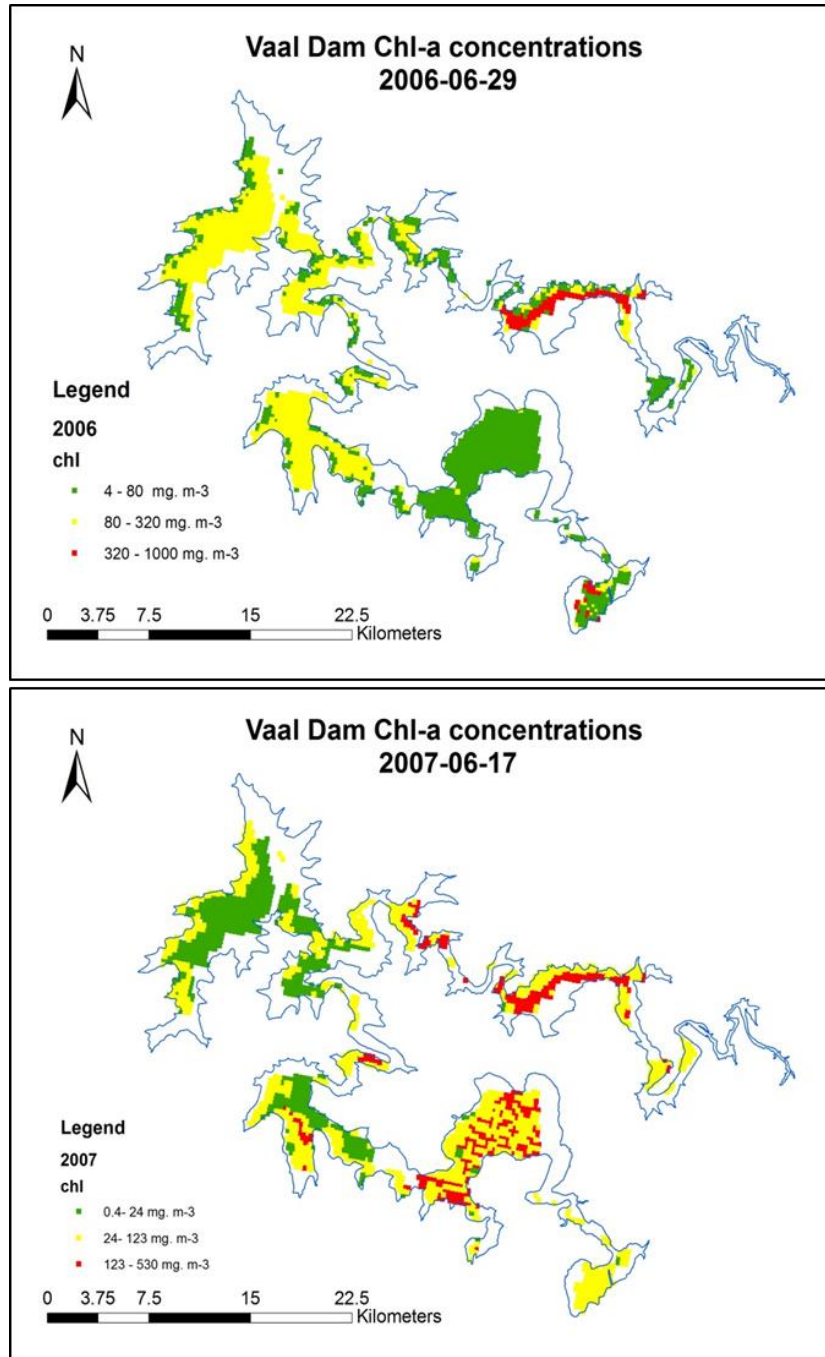 Vaal Dam Chl-a concentrations
2006-06-29
N
Legend
2006
chl
4 - 80 mg. m-3
80 - 320 mg. m-3
320 - 1000 mg. m-3
0 3.75 7.5 15 22.5
Kilometers
Vaal Dam Chl-a concentrations
2007-06-17
N
Legend
2007
chl
0.4- 24 mg. m-3
24- 123 mg. m-3
123 - 530 mg. m-3
0 3.75 7.5 15 22.5
Kilometers